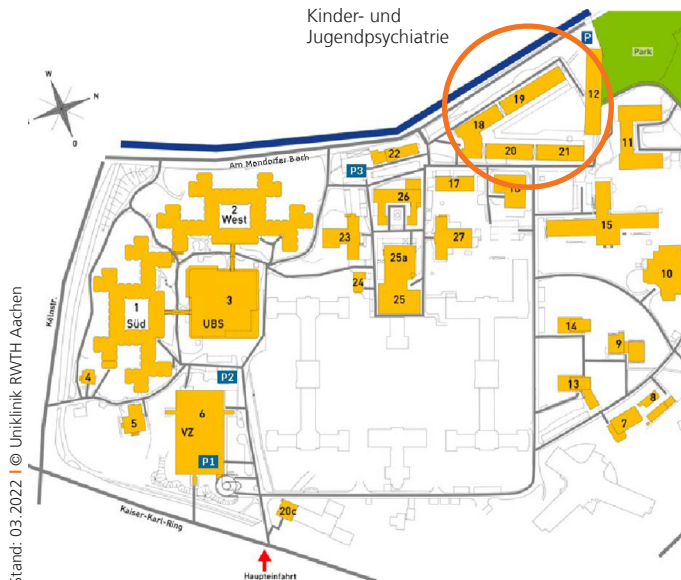 Kinder- und
Jugendpsychiatrie
W
N
O
P
Park
12
19
18
11
20
21
22
Am Mondorfer Bach
P3
17
26
2
West
15
23
27
25a
10
24
3
25
1
Süd
UBS
14
9
Kölnstr.
4
P2
13
8
6
5
7
VZ
P1
20c
Kaiser-Karl-Ring
Haupteinfahrt
Stand: 03.2022 I © Uniklinik RWTH Aachen